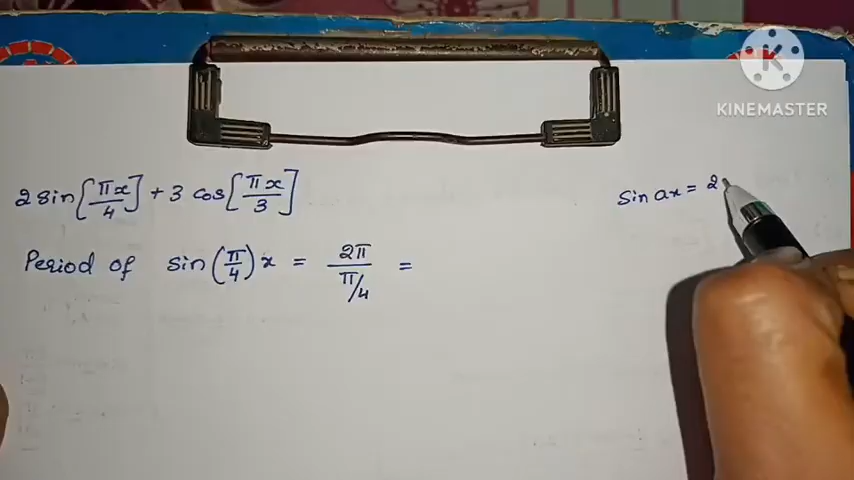 KINEMASTER
2 sin[πx/4] + 3 cos[πx/3]
sin ax = 2
Period of sin(π/4)x = 2π/(π/4) =